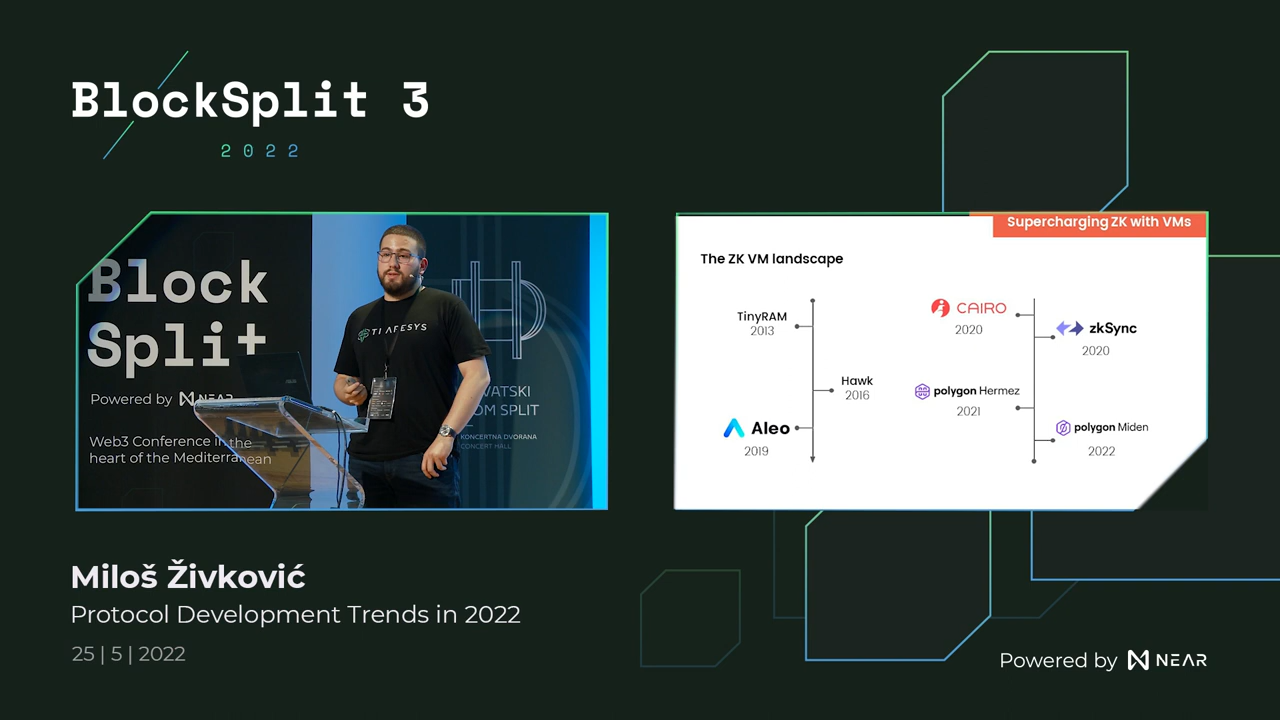 BlockSplit 3
2022
Block
Split
Powered by NEAR
Web3 Conference in the
heart of the Mediterranean
KONCERTNA DVORANA
CONCERT HALL
Supercharging ZK with VMs
The ZK VM landscape
TinyRAM
2013
Hawk
2016
Aleo
2019
CAIRO
2020
zkSync
2020
polygon Hermez
2021
polygon Miden
2022
Miloš Živković
Protocol Development Trends in 2022
25 | 5 | 2022
Powered by NEAR